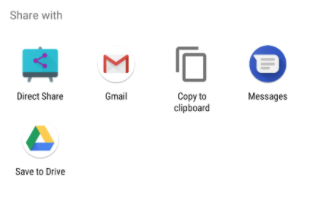 Share with
Direct Share
Gmail
Copy to
clipboard
Messages
Save to Drive